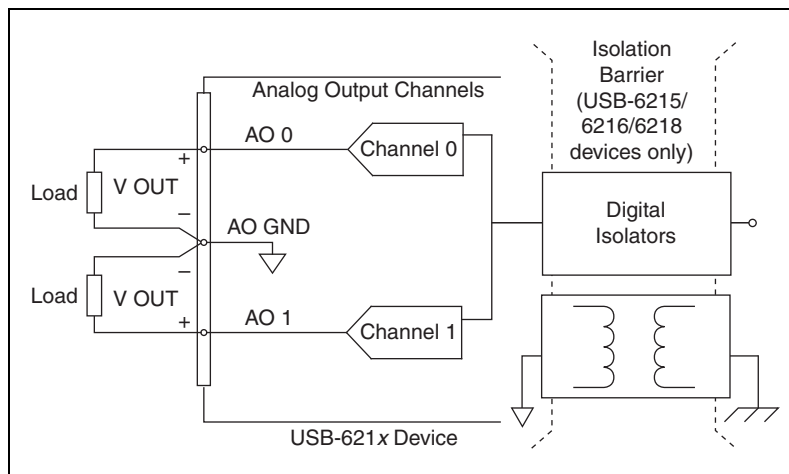 Analog Output Channels
Isolation
Barrier
(USB-6215/
6216/6218
devices only)
AO 0
Channel 0
+
Load
V OUT
–
AO GND
Digital
Isolators
–
Load
V OUT
+
AO 1
Channel 1
USB-621x Device